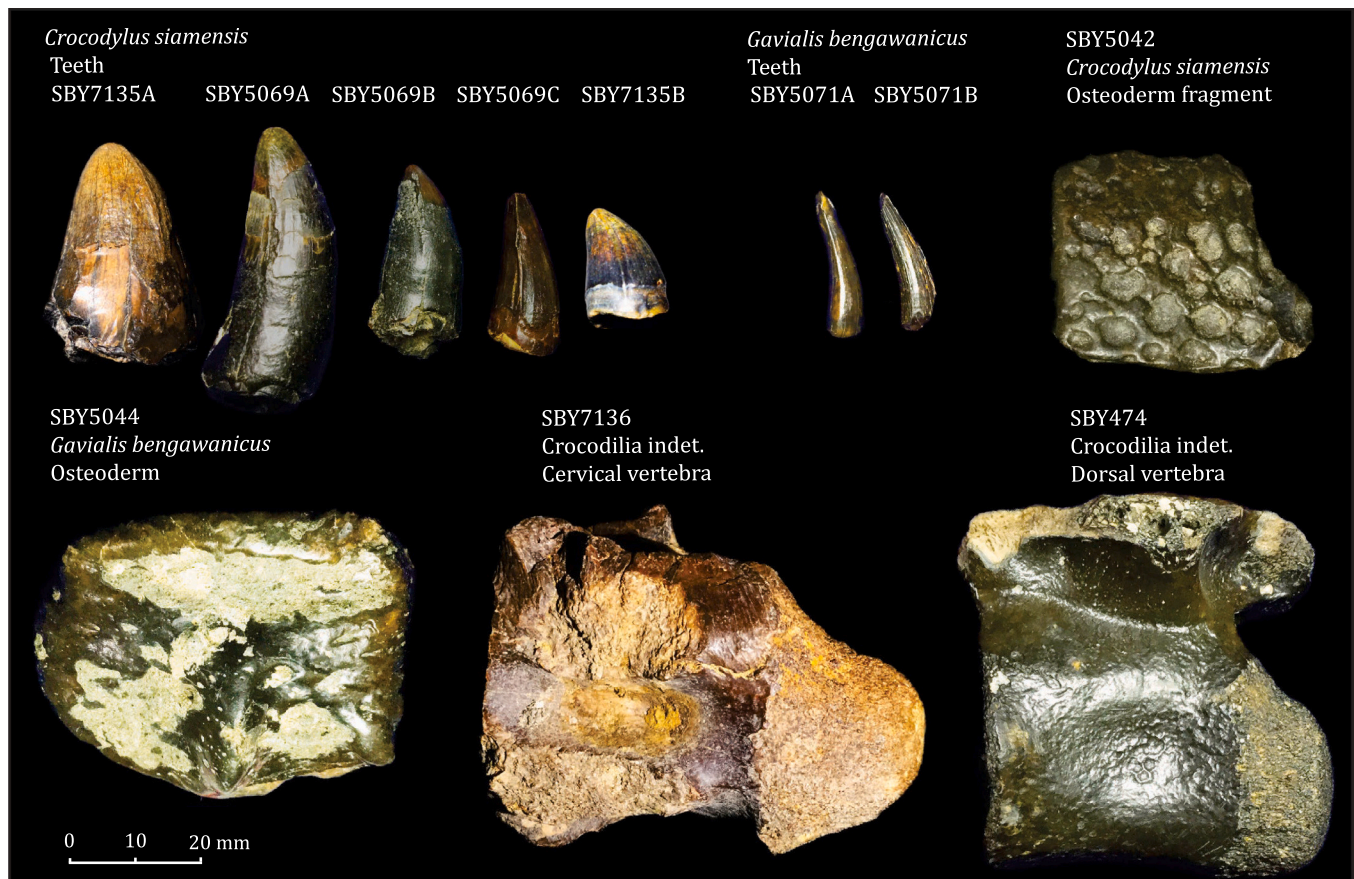 Crocodylus siamensis
Teeth
SBY7135A SBY5069A SBY5069B SBY5069C SBY7135B
Gavialis bengawanicus
Teeth
SBY5071A SBY5071B
SBY5042
Crocodylus siamensis
Osteoderm fragment
SBY5044
Gavialis bengawanicus
Osteoderm
SBY7136
Crocodilia indet.
Cervical vertebra
SBY474
Crocodilia indet.
Dorsal vertebra
0 10 20 mm